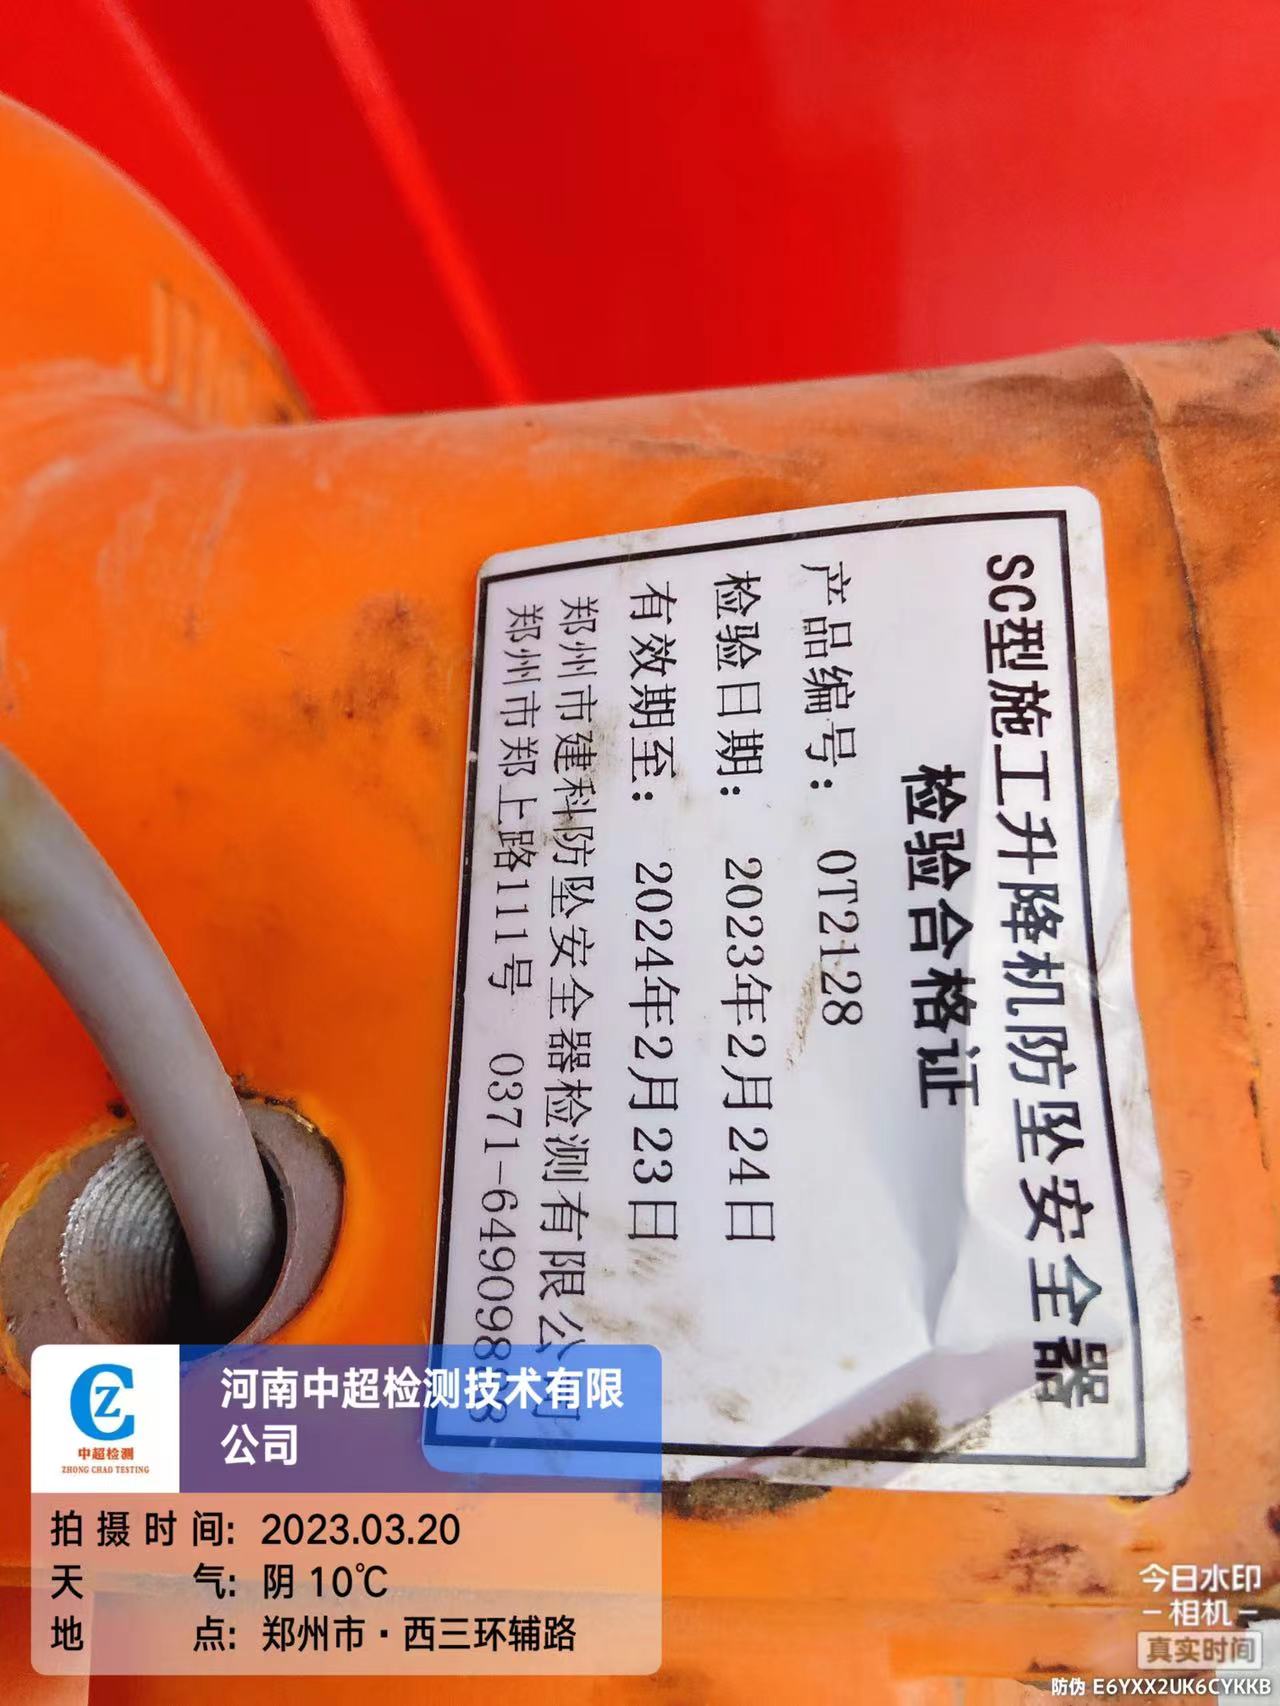 SC型施工升降机防坠安全器
检验合格证
产品编号: OT2128
检验日期: 2023年2月24日
有效期至: 2024年2月23日
郑州市建科防坠安全器检测有限公司
郑州市郑上路111号 0371-649098
中超检测
ZHONG CHAO TESTING
河南中超检测技术有限
公司
拍摄时间: 2023.03.20
天气: 阴 10℃
地点: 郑州市·西三环辅路
今日水印
相机
真实时间
防伪 E6YXX2UK6CYKKB